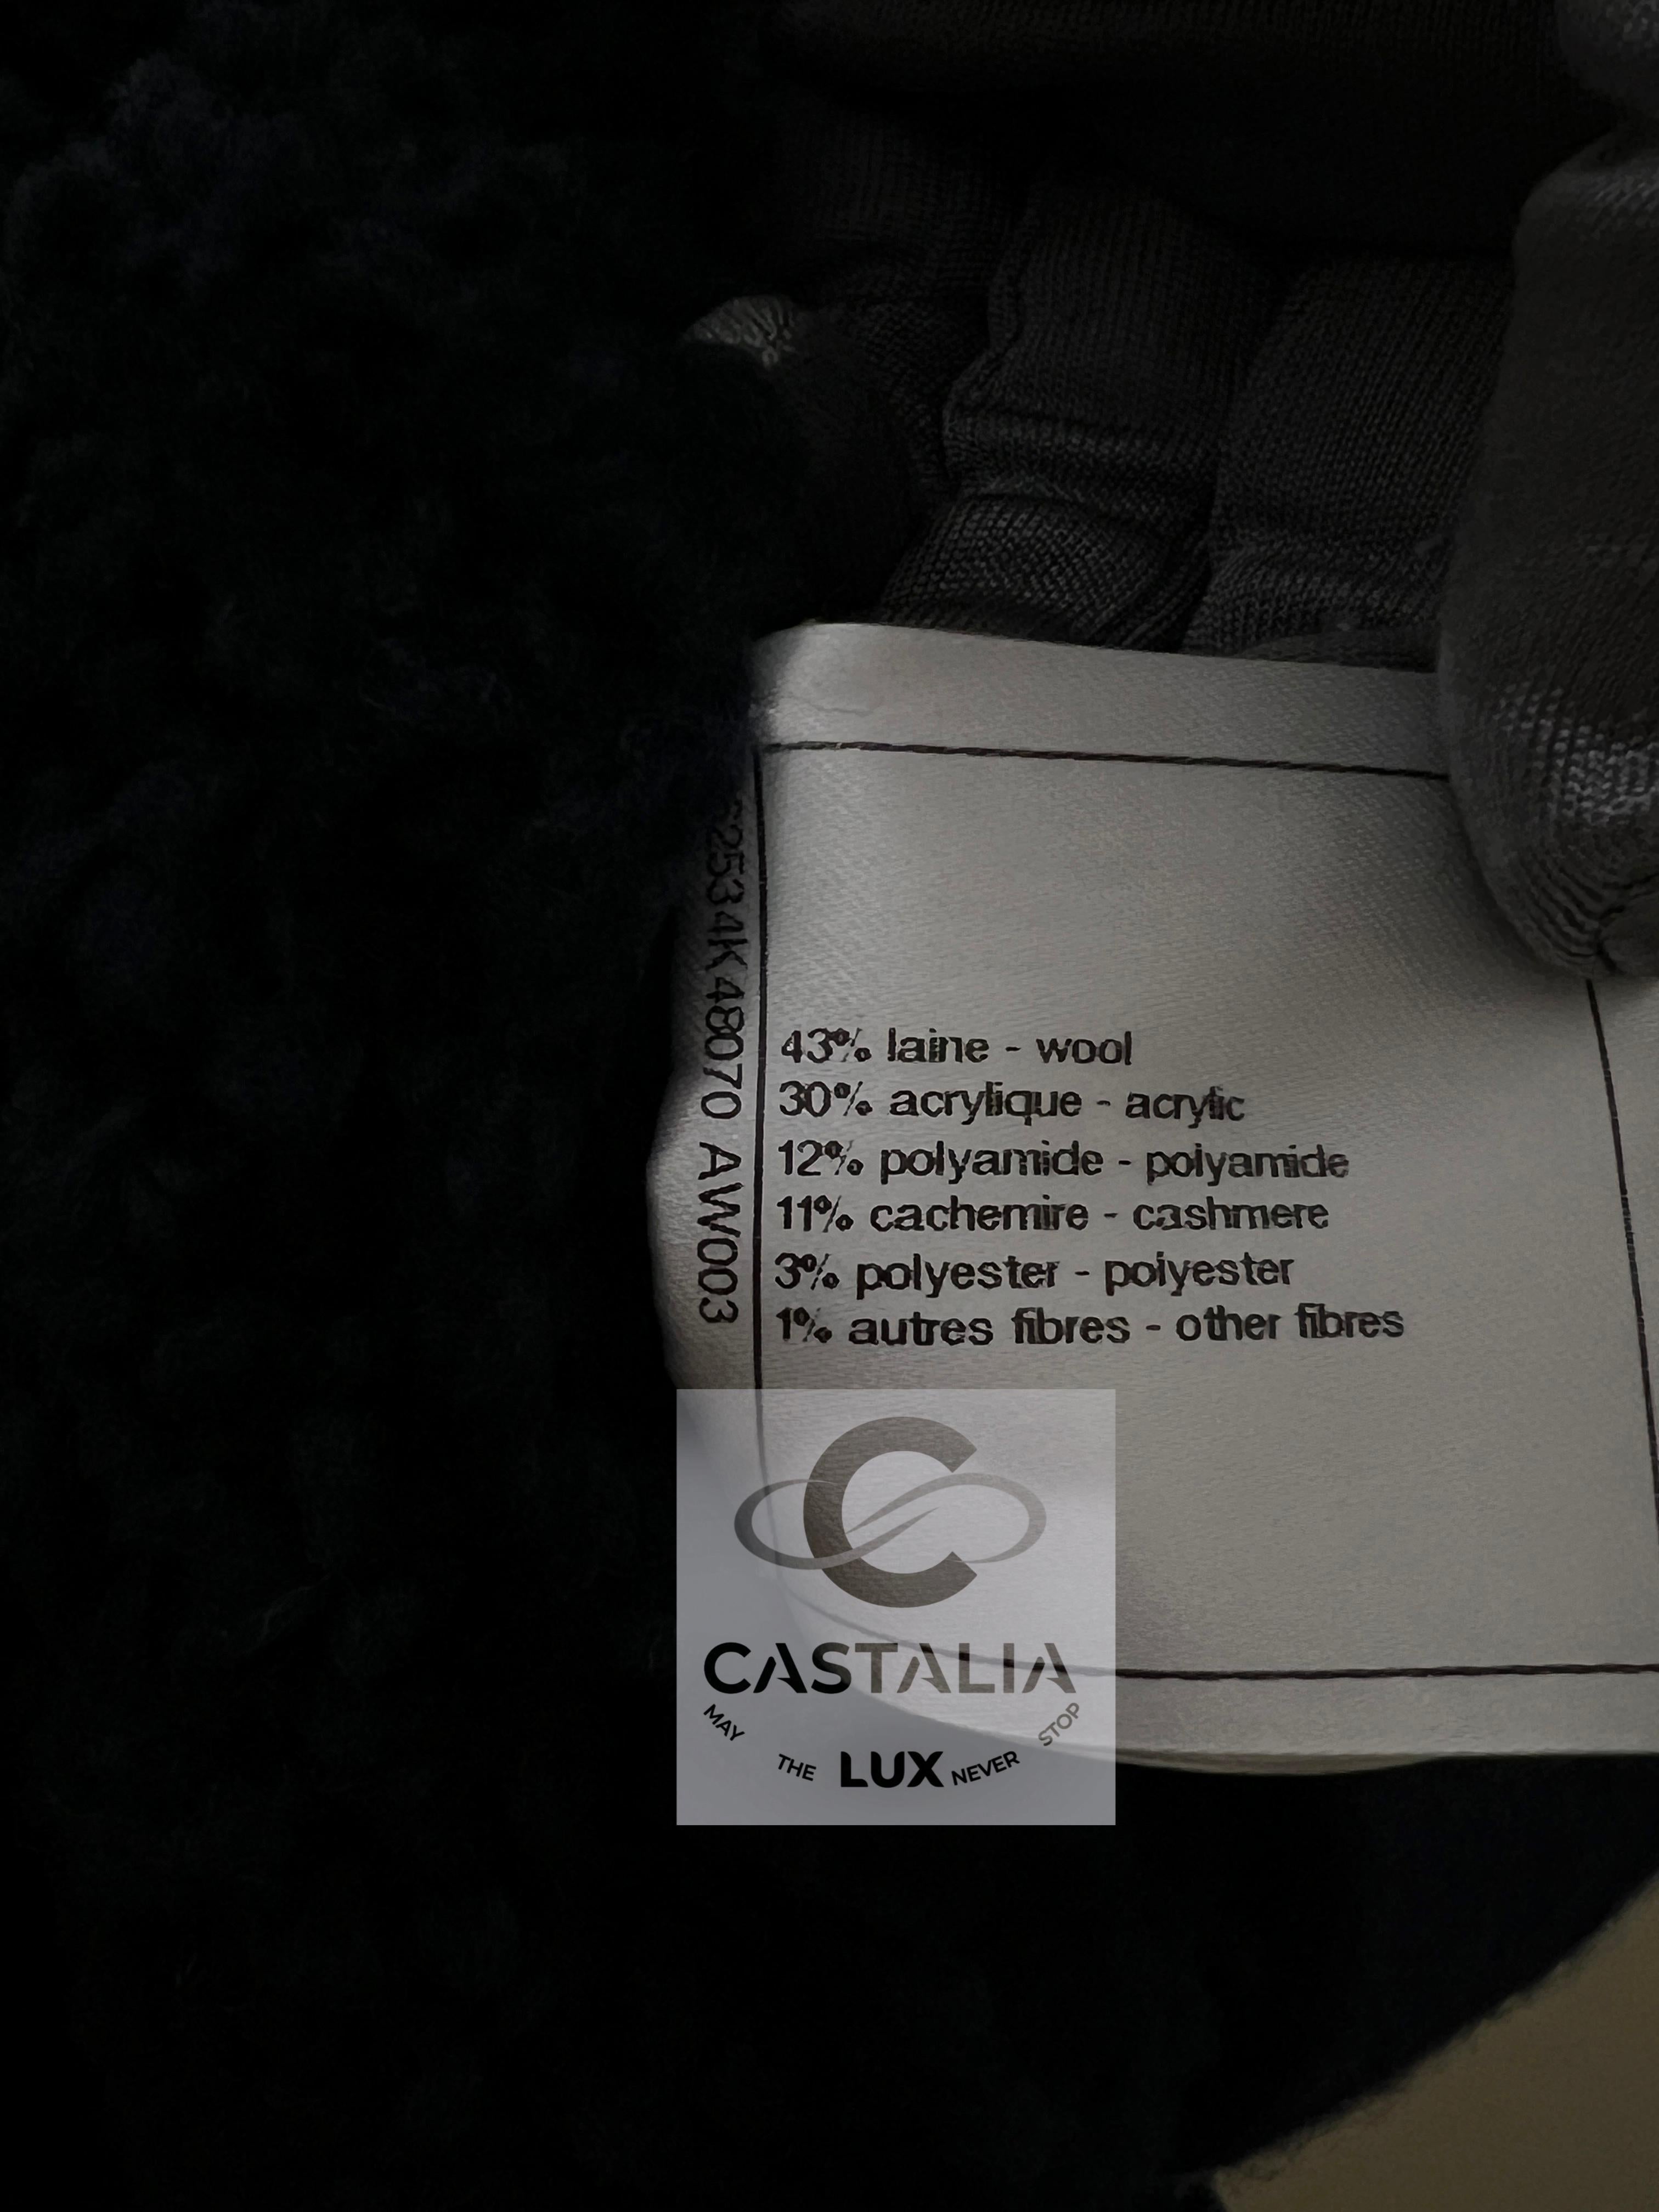 2534K48070 AW003
43% laine - wool
30% acrylique - acrylic
12% polyamide - polyamide
11% cachemire - cashmere
3% polyester - polyester
1% autres fibres - other fibres
C
CASTALIA
MAY THE LUX NEVER STOP